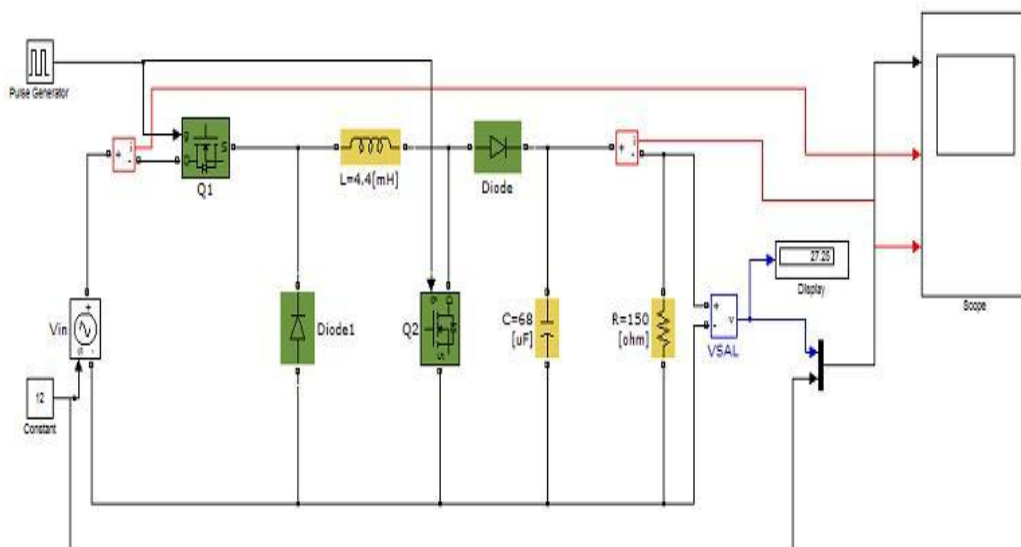 Pulse Generator
g
S
D
Q1
i
+
-
L=4.4[mH]
Diode
i
+
-
27.25
Display
Scope
Vin
+
-
s
Diode1
Q2
g
D
S
C=68
[uF]
R=150
[ohm]
+
-
v
VSAL
12
Constant